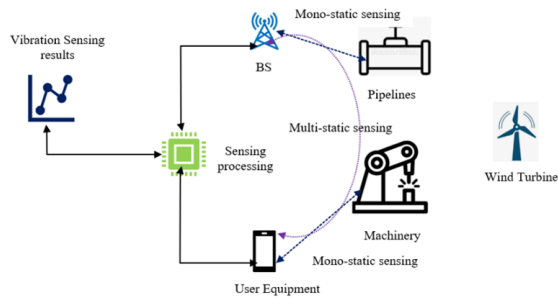 Mono-static sensing
Vibration Sensing
results
BS
Pipelines
Multi-static sensing
Sensing
processing
Wind Turbine
Machinery
Mono-static sensing
User Equipment